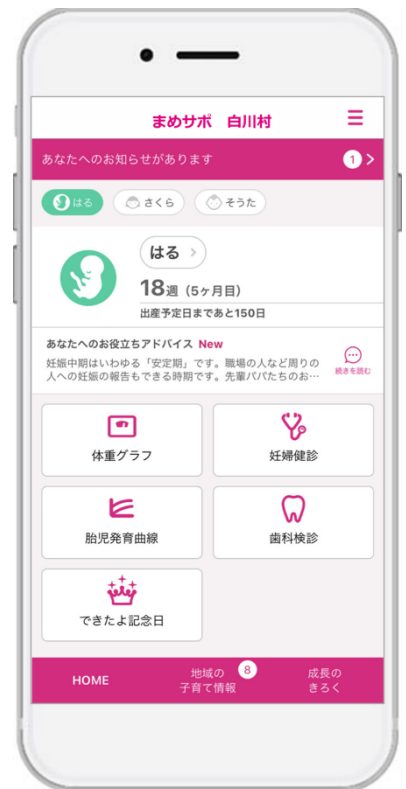 まめサポ 白川村
あなたへのお知らせがあります 1 >
はる さくら そうた
はる >
18週（5ヶ月目）
出産予定日まであと150日
あなたへのお役立ちアドバイス New
妊娠中期はいわゆる「安定期」です。職場の人など周りの
人への妊娠の報告もできる時期です。先輩パパたちのお…
続きを読む
体重グラフ 妊婦健診
胎児発育曲線 歯科検診
できたよ記念日
HOME
地域の 8
子育て情報
成長の
きろく